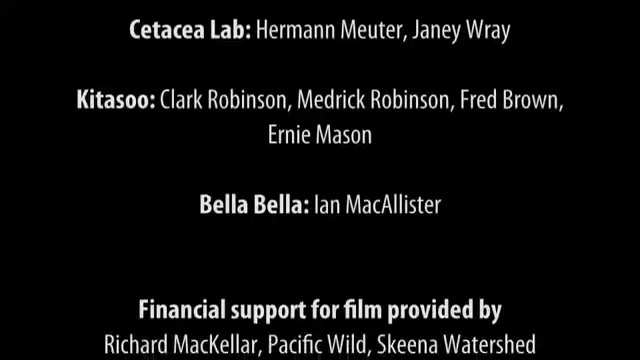 Cetacea Lab: Hermann Meuter, Janey Wray
Kitasoo: Clark Robinson, Medrick Robinson, Fred Brown,
Ernie Mason
Bella Bella: Ian MacAllister
Financial support for film provided by
Richard MacKellar, Pacific Wild, Skeena Watershed